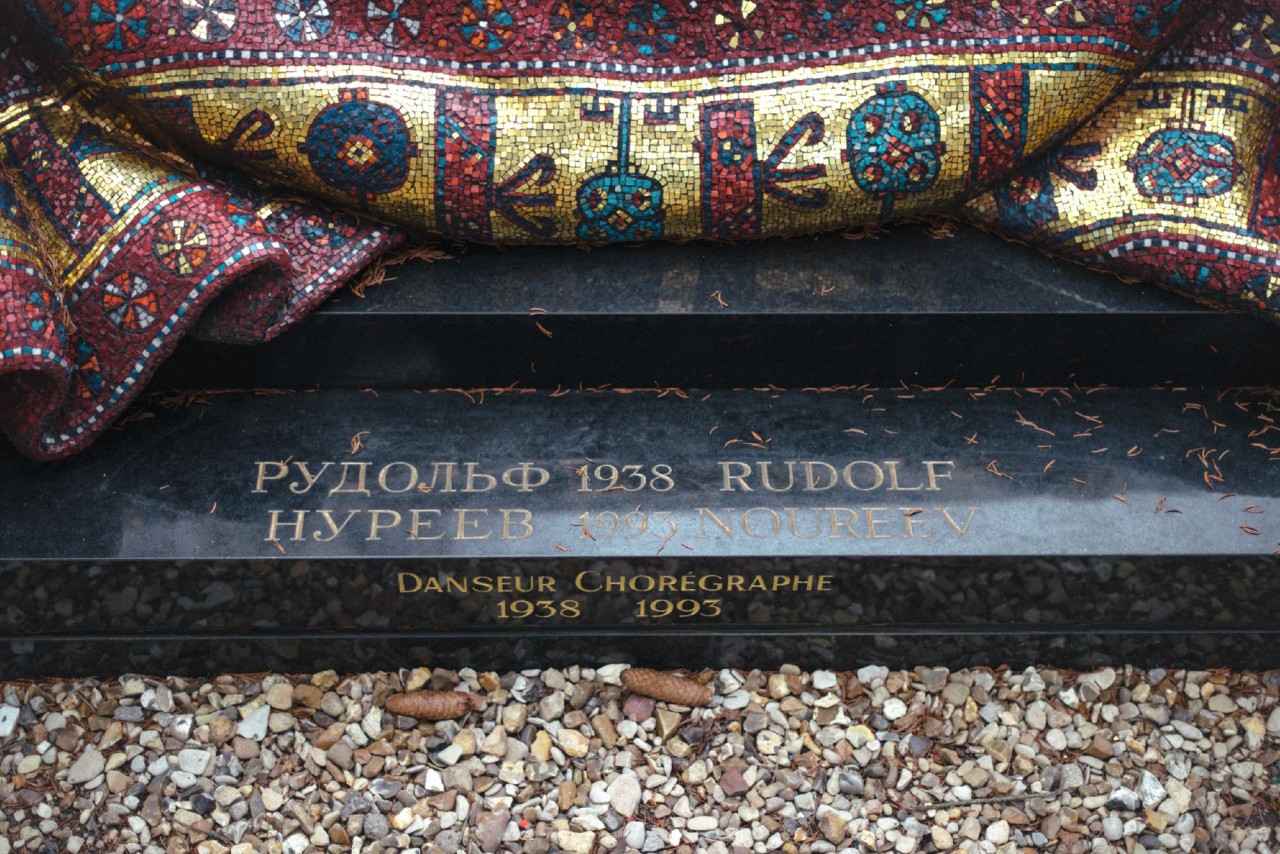 РУДОЛЬФ 1938 RUDOLF
НУРЕЕВ 1993 NOUREEV
DANSEUR CHORÉGRAPHE
1938 1993